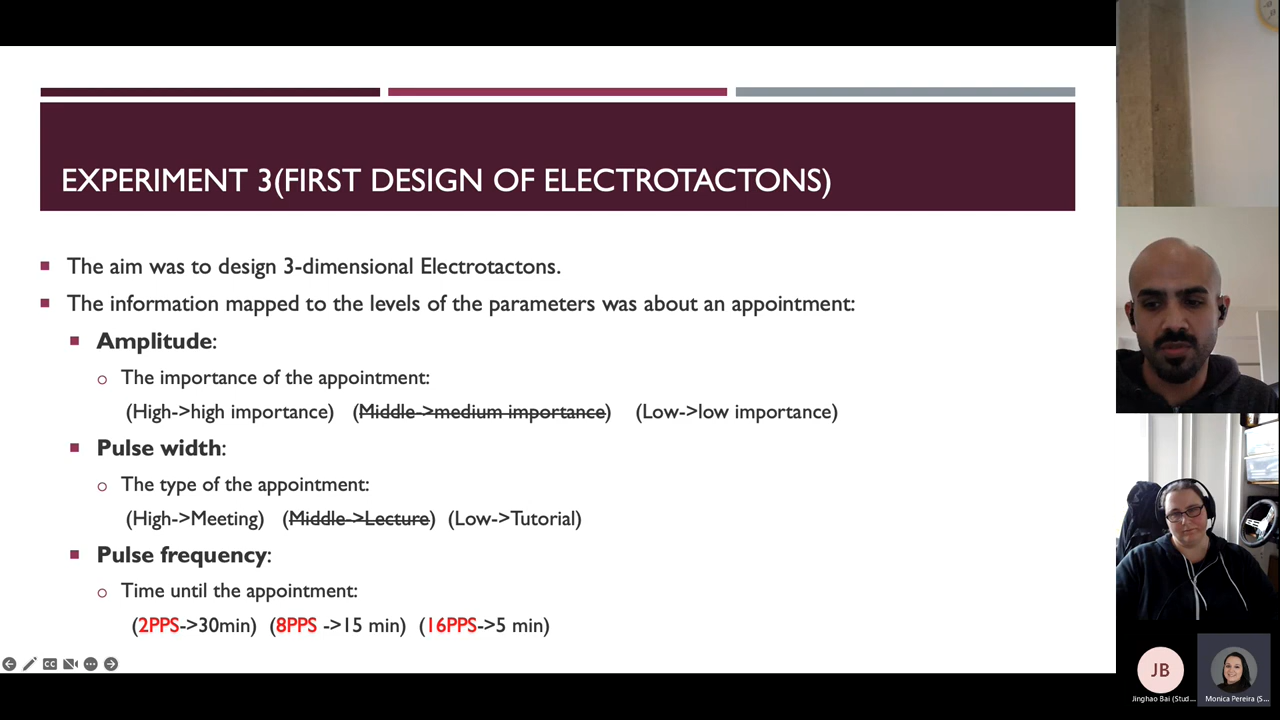 EXPERIMENT 3(FIRST DESIGN OF ELECTROTACTONS)
The aim was to design 3-dimensional Electrotactons.
The information mapped to the levels of the parameters was about an appointment:
Amplitude:
The importance of the appointment:
(High->high importance) (Middle->medium importance) (Low->low importance)
Pulse width:
The type of the appointment:
(High->Meeting) (Middle->Lecture) (Low->Tutorial)
Pulse frequency:
Time until the appointment:
(2PPS->30min) (8PPS ->15 min) (16PPS->5 min)
CC
JB
Jinghao Bai (Stud...
Monica Pereira (S...